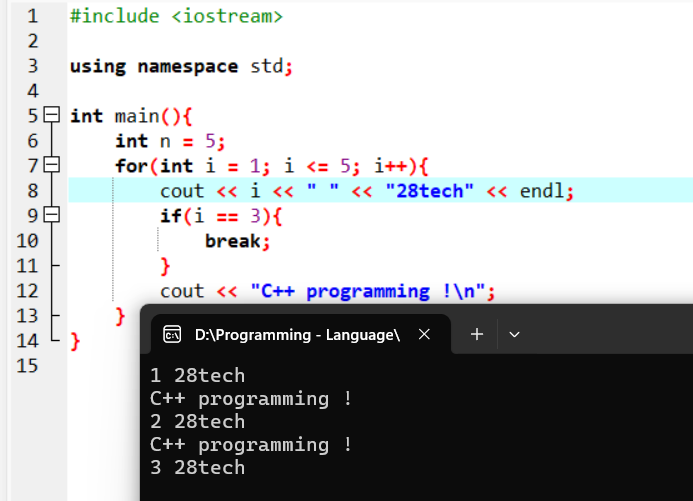 1 #include <iostream>
2
3 using namespace std;
4
5 int main(){
6     int n = 5;
7     for(int i = 1; i <= 5; i++){
8         cout << i << " " << "28tech" << endl;
9         if(i == 3){
10             break;
11         }
12         cout << "C++ programming !\n";
13     }
14 }
15
D:\Programming - Language\
1 28tech
C++ programming !
2 28tech
C++ programming !
3 28tech